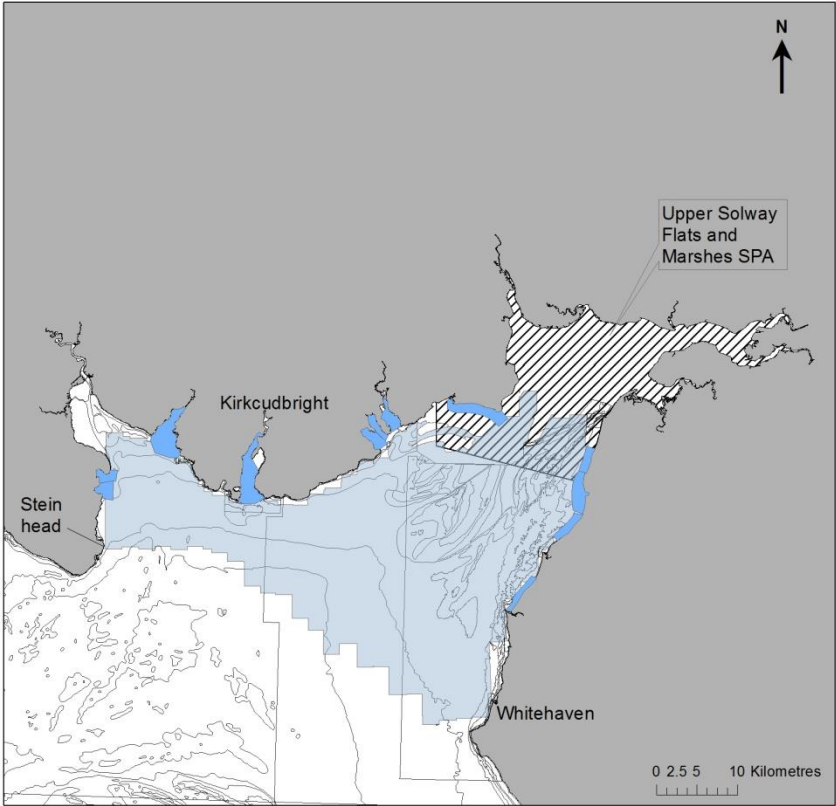 N
Upper Solway
Flats and
Marshes SPA
Kirkcudbright
Stein
head
Whitehaven
0 2.5 5 10 Kilometres